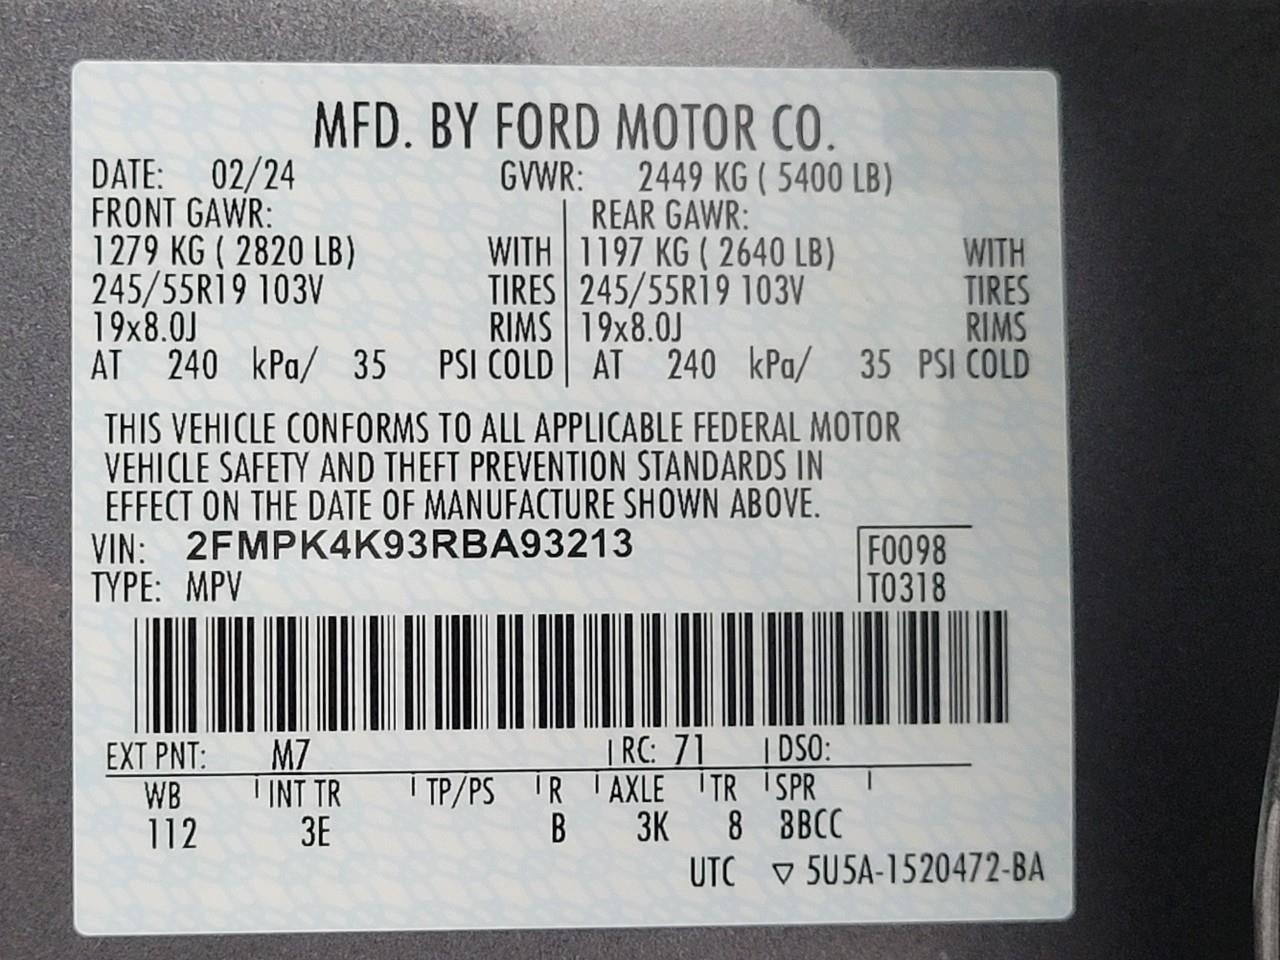 MFD. BY FORD MOTOR CO.
DATE: 02/24 GVWR: 2449 KG ( 5400 LB)
FRONT GAWR: REAR GAWR:
1279 KG ( 2820 LB) WITH 1197 KG ( 2640 LB) WITH
245/55R19 103V TIRES 245/55R19 103V TIRES
19x8.0J RIMS 19x8.0J RIMS
AT 240 kPa/ 35 PSI COLD AT 240 kPa/ 35 PSI COLD
THIS VEHICLE CONFORMS TO ALL APPLICABLE FEDERAL MOTOR
VEHICLE SAFETY AND THEFT PREVENTION STANDARDS IN
EFFECT ON THE DATE OF MANUFACTURE SHOWN ABOVE.
VIN: 2FMPK4K93RBA93213 F0098
TYPE: MPV T0318
EXT PNT: M7 RC: 71 DSO:
WB INT TR TP/PS R AXLE TR SPR
112 3E B 3K 8 BBCC
UTC ▽ 5U5A-1520472-BA